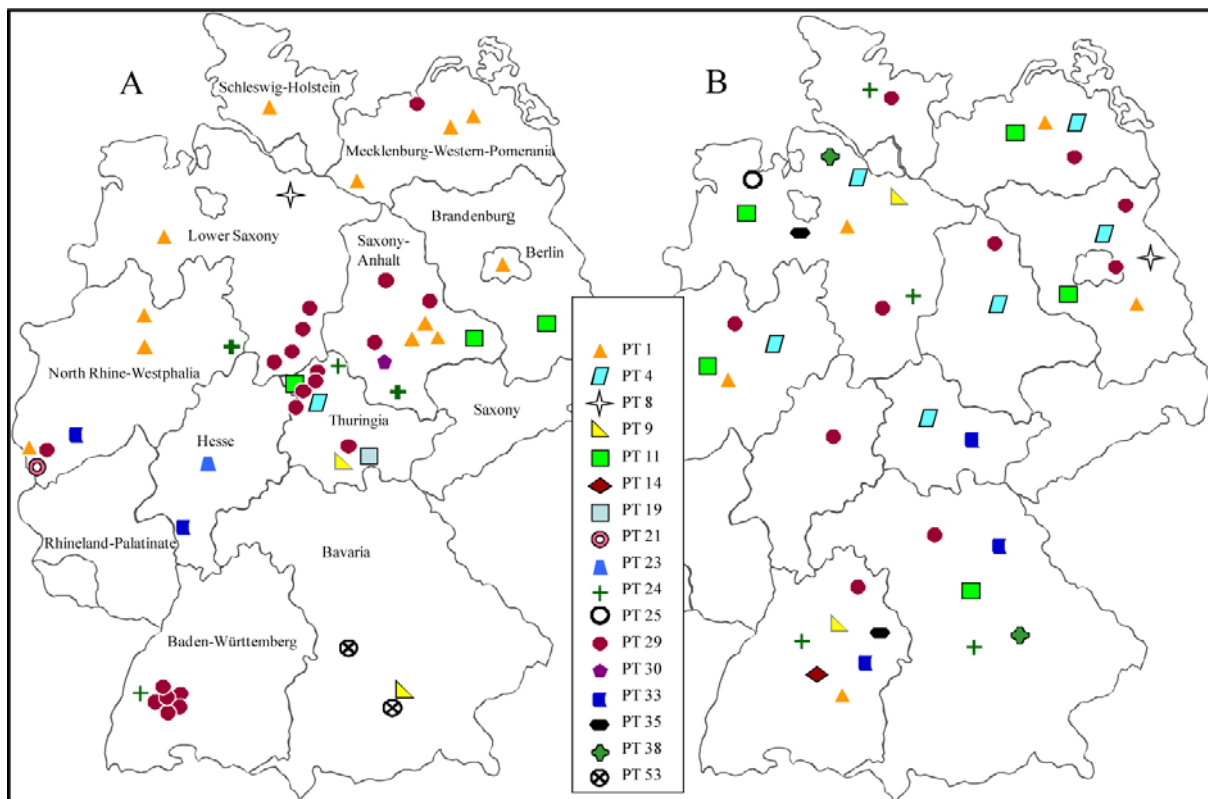 A
Schleswig-Holstein
Mecklenburg-Western-Pomerania
Brandenburg
Lower Saxony
Saxony-
Anhalt
Berlin
North Rhine-Westphalia
Hesse
Thuringia
Saxony
Rhineland-Palatinate
Bavaria
Baden-Württemberg
PT 1
PT 4
PT 8
PT 9
PT 11
PT 14
PT 19
PT 21
PT 23
PT 24
PT 25
PT 29
PT 30
PT 33
PT 35
PT 38
PT 53
B